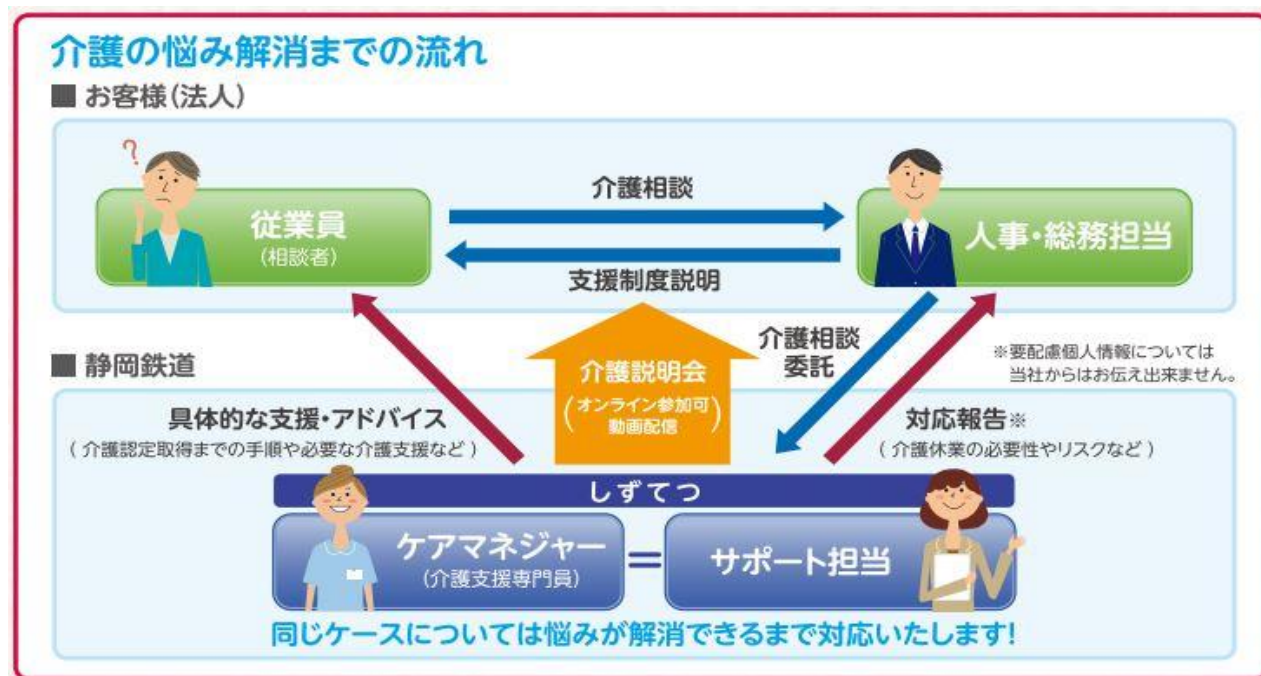 介護の悩み解消までの流れ
■ お客様(法人)
?
従業員
(相談者)
介護相談
支援制度説明
人事・総務担当
介護相談
委託
※要配慮個人情報については
当社からはお伝え出来ません。
■ 静岡鉄道
介護説明会
(オンライン参加可
動画配信)
具体的な支援・アドバイス
(介護認定取得までの手順や必要な介護支援など)
対応報告※
(介護休業の必要性やリスクなど)
しずてつ
ケアマネジャー
(介護支援専門員)
=
サポート担当
同じケースについては悩みが解消できるまで対応いたします!